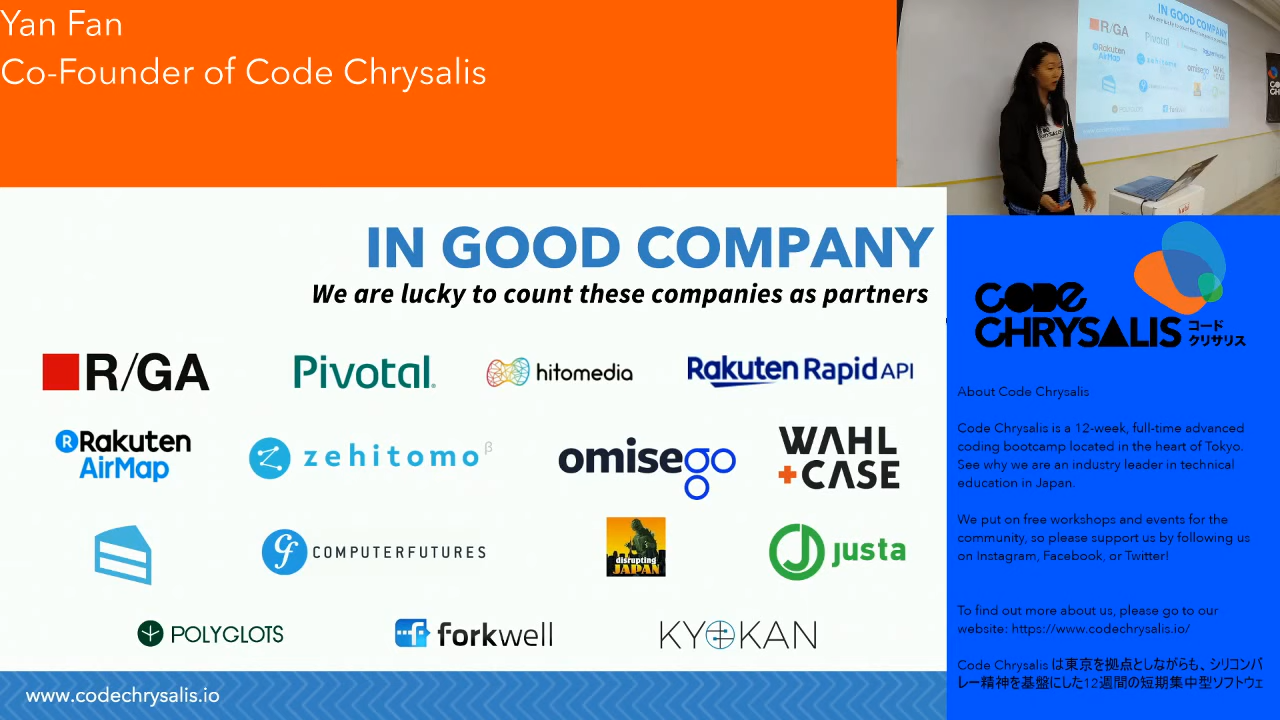 Yan Fan
Co-Founder of Code Chrysalis
IN GOOD COMPANY
We are lucky to count these companies as partners
R/GA
Pivotal
hitomedia
Rakuten Rapid API
Rakuten AirMap
zehitomo β
omisego
WAHL +CASE
COMPUTERFUTURES
disrupting JAPAN
justa
POLYGLOTS
forkwell
KYOKAN
www.codechrysalis.io
CODE
CHRYSALIS
コード
クリサリス
About Code Chrysalis
Code Chrysalis is a 12-week, full-time advanced
coding bootcamp located in the heart of Tokyo.
See why we are an industry leader in technical
education in Japan.
We put on free workshops and events for the
community, so please support us by following us
on Instagram, Facebook, or Twitter!
To find out more about us, please go to our
website: https://www.codechrysalis.io/
Code Chrysalis は東京を拠点としながらも、シリコンバ
レー精神を基盤にした12週間の短期集中型ソフトウェ